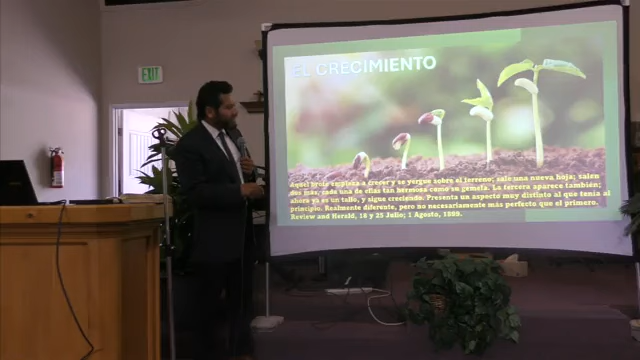 EXIT
EL CRECIMIENTO
Aquel brote empieza a crecer y se yergue sobre el terreno; sale una nueva hoja; salen
dos mas, cada una de ellas tan hermosa como su gemela. La tercera aparece también;
ahora ya es un tallo, y sigue creciendo. Presenta un aspecto muy distinto al que tenía al
principio. Realmente diferente, pero no necesariamente más perfecto que el primero.
Review and Herald, 18 y 25 Julio; 1 Agosto, 1899.